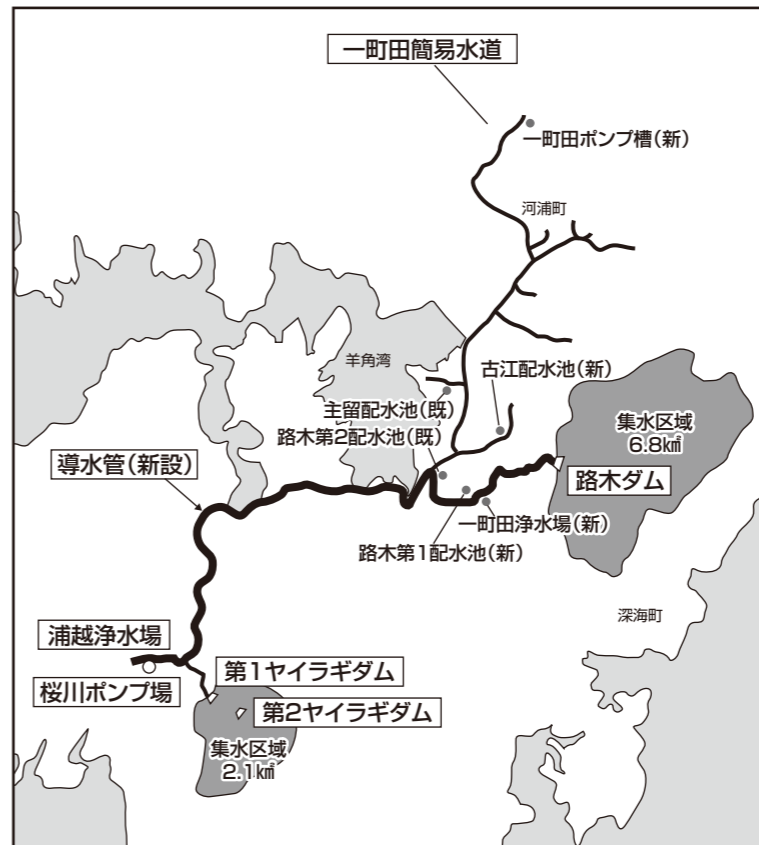 一町田簡易水道
一町田ポンプ槽(新)
河浦町
羊角湾
古江配水池(新)
主留配水池(既)
路木第2配水池(既)
集水区域
6.8㎢
導水管(新設)
路木ダム
一町田浄水場(新)
路木第1配水池(新)
深海町
浦越浄水場
第1ヤイラギダム
桜川ポンプ場
第2ヤイラギダム
集水区域
2.1㎢